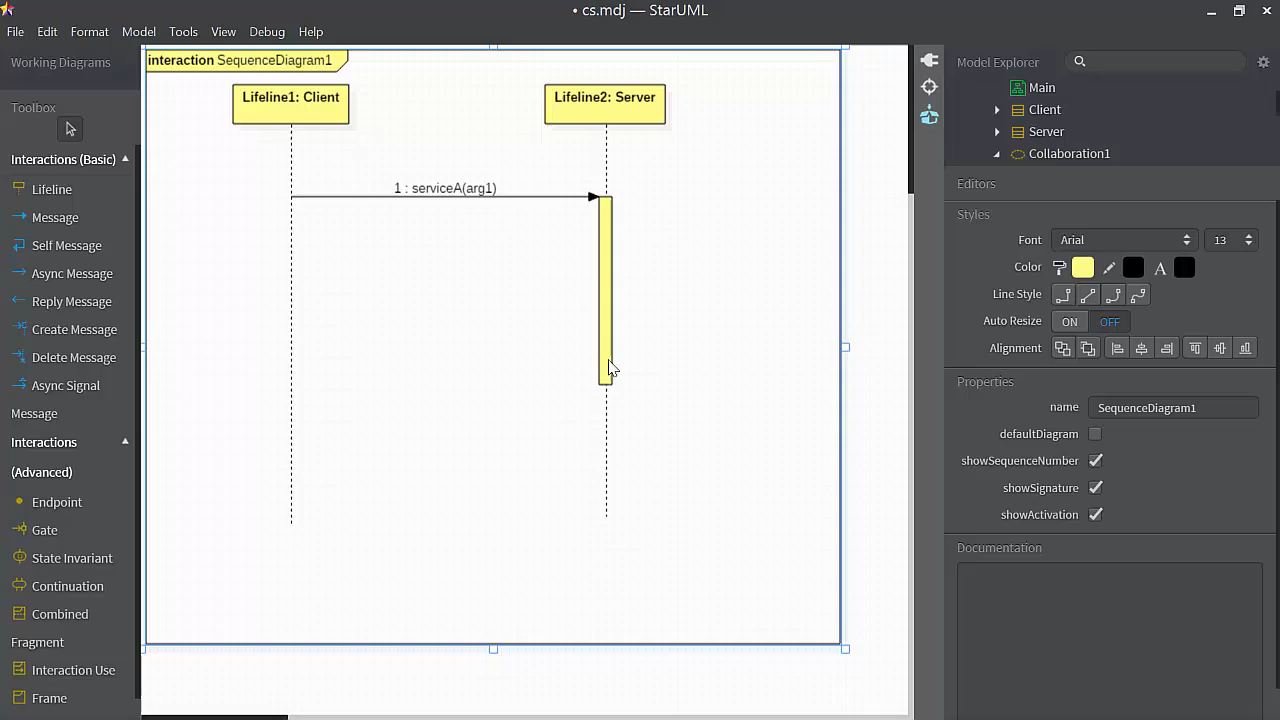 • cs.mdj — StarUML
File Edit Format Model Tools View Debug Help
Working Diagrams
Toolbox
Interactions (Basic)
Lifeline
Message
Self Message
Async Message
Reply Message
Create Message
Delete Message
Async Signal
Message
Interactions
(Advanced)
Endpoint
Gate
State Invariant
Continuation
Combined
Fragment
Interaction Use
Frame
interaction SequenceDiagram1
Lifeline1: Client
Lifeline2: Server
1 : serviceA(arg1)
Model Explorer
Main
Client
Server
Collaboration1
Editors
Styles
Font Arial 13
Color A
Line Style
Auto Resize ON OFF
Alignment
Properties
name SequenceDiagram1
defaultDiagram
showSequenceNumber
showSignature
showActivation
Documentation